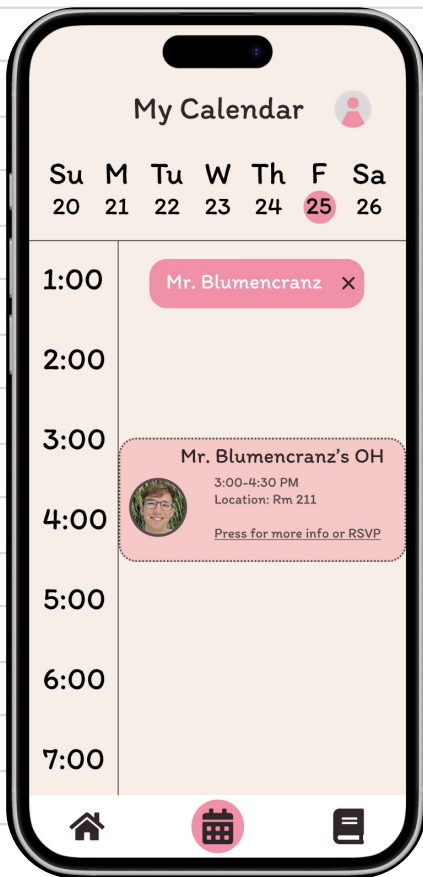 My Calendar
Su M Tu W Th F Sa
20 21 22 23 24 25 26
1:00
Mr. Blumencranz ×
2:00
3:00
Mr. Blumencranz's OH
3:00-4:30 PM
Location: Rm 211
4:00
Press for more info or RSVP
5:00
6:00
7:00